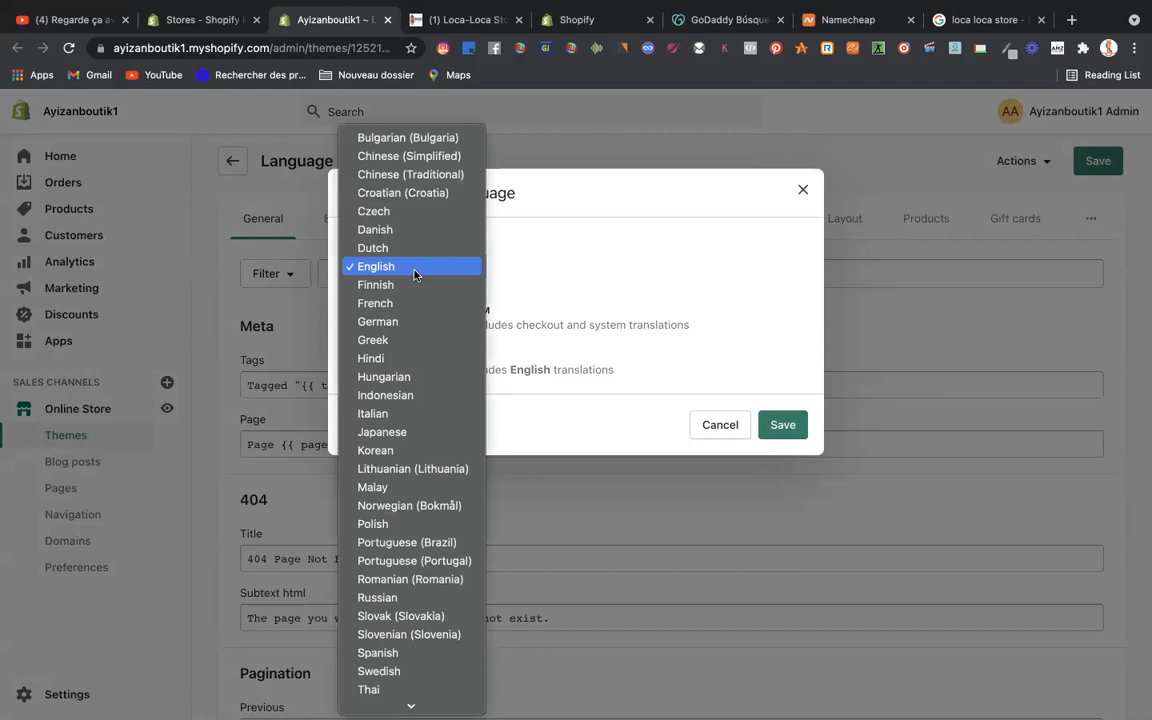 (4) Regarde ça av
Stores - Shopify
Ayizanboutik1 ~ L
(1) Loca-Loca St
Shopify
GoDaddy Búsque
Namecheap
loca loca store -
ayizanboutik1.myshopify.com/admin/themes/12521
Apps
Gmail
YouTube
Rechercher des pr...
Nouveau dossier
Maps
Reading List
Ayizanboutik1
Search
AA
Ayizanboutik1 Admin
Home
Orders
Products
Customers
Analytics
Marketing
Discounts
Apps
SALES CHANNELS
Online Store
Themes
Blog posts
Pages
Navigation
Domains
Preferences
Settings
Language
Actions
Save
General
Layout
Products
Gift cards
Filter
Meta
Tags
Tagged "{{ t
Page
Page {{ page
404
Title
404 Page Not
Subtext html
The page you
not exist.
Pagination
Previous
uage
udes checkout and system translations
des English translations
Cancel
Save
Bulgarian (Bulgaria)
Chinese (Simplified)
Chinese (Traditional)
Croatian (Croatia)
Czech
Danish
Dutch
✓ English
Finnish
French
German
Greek
Hindi
Hungarian
Indonesian
Italian
Japanese
Korean
Lithuanian (Lithuania)
Malay
Norwegian (Bokmål)
Polish
Portuguese (Brazil)
Portuguese (Portugal)
Romanian (Romania)
Russian
Slovak (Slovakia)
Slovenian (Slovenia)
Spanish
Swedish
Thai